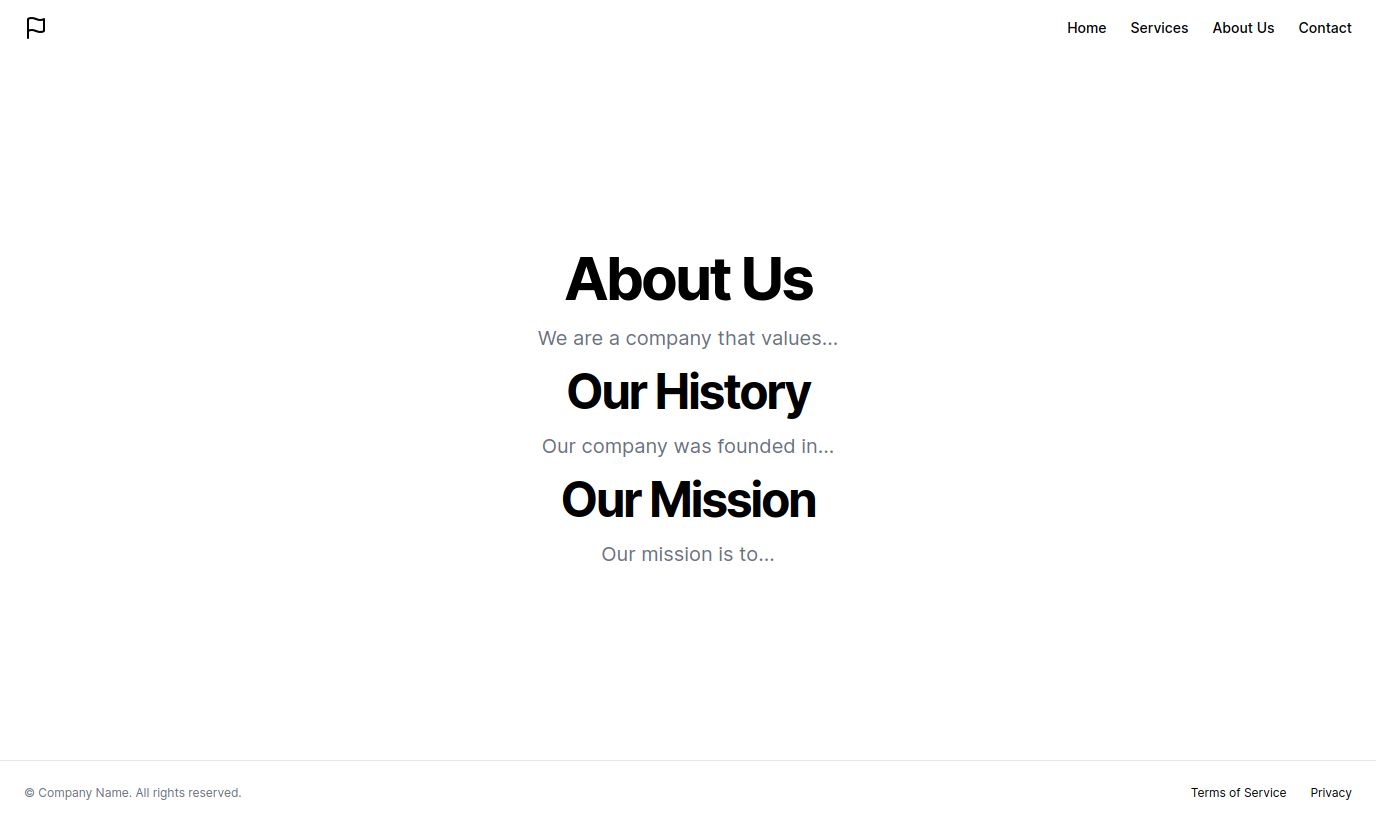 Home Services About Us Contact
About Us
We are a company that values...
Our History
Our company was founded in...
Our Mission
Our mission is to...
© Company Name. All rights reserved. Terms of Service Privacy